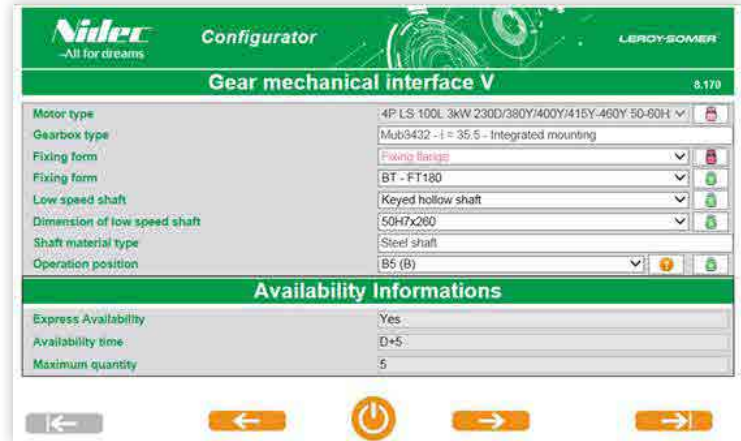 Nidec
-All for dreams
Configurator
LEROY-SOMER
Gear mechanical interface V
8.170
Motor type 4P LS 100L 3kW 230D/380Y/400Y/415Y-460Y 50-60H
Gearbox type Mub3432 - i = 35.5 - Integrated mounting
Fixing form Fixing flange
Fixing form BT - FT180
Low speed shaft Keyed hollow shaft
Dimension of low speed shaft 50H7x260
Shaft material type Steel shaft
Operation position B5 (B)
Availability Informations
Express Availability Yes
Availability time D+5
Maximum quantity 5